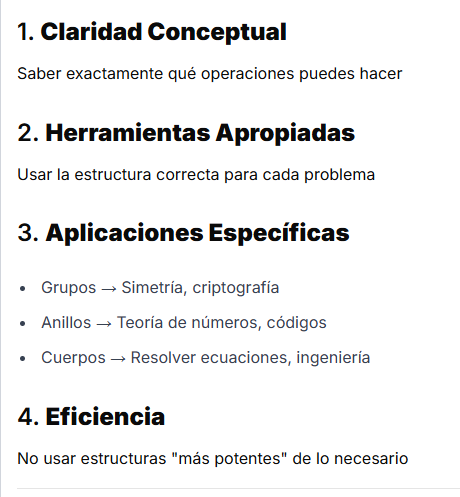 1. Claridad Conceptual
Saber exactamente qué operaciones puedes hacer
2. Herramientas Apropiadas
Usar la estructura correcta para cada problema
3. Aplicaciones Específicas
• Grupos → Simetría, criptografía
• Anillos → Teoría de números, códigos
• Cuerpos → Resolver ecuaciones, ingeniería
4. Eficiencia
No usar estructuras "más potentes" de lo necesario